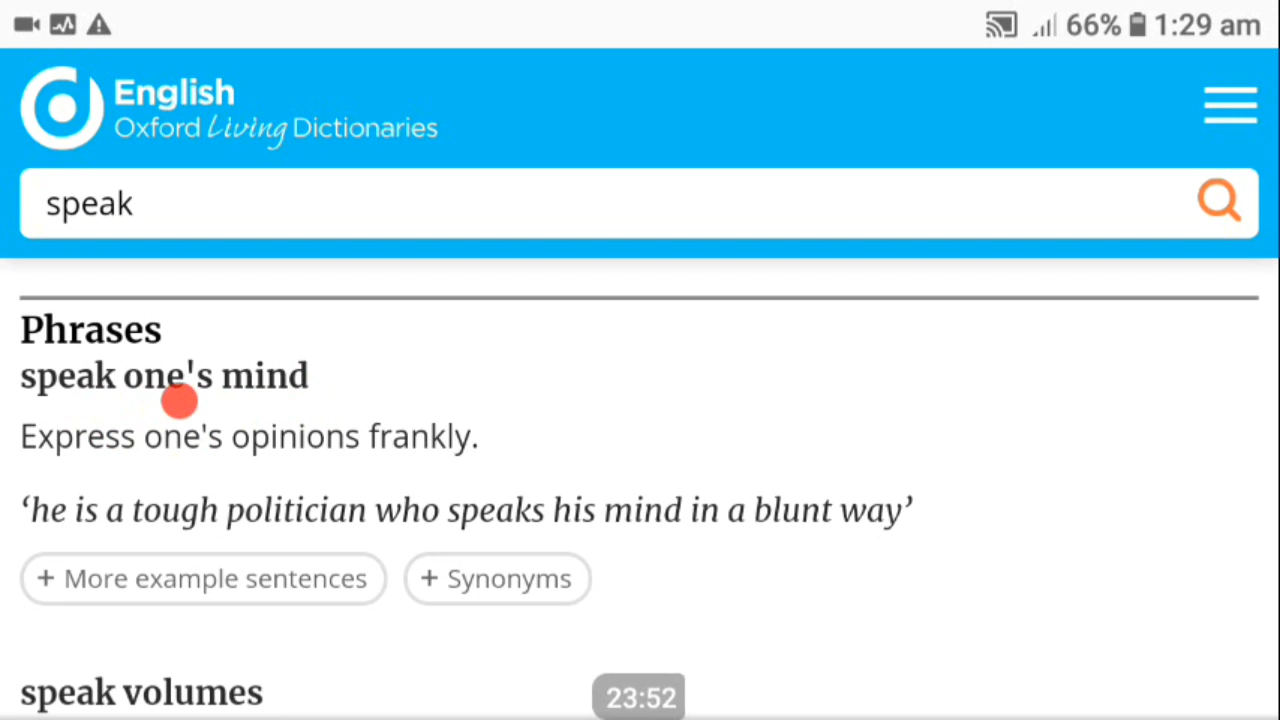 66% 1:29 am
English
Oxford Living Dictionaries
speak
Phrases
speak one's mind
Express one's opinions frankly.
‘he is a tough politician who speaks his mind in a blunt way’
+ More example sentences + Synonyms
speak volumes
23:52